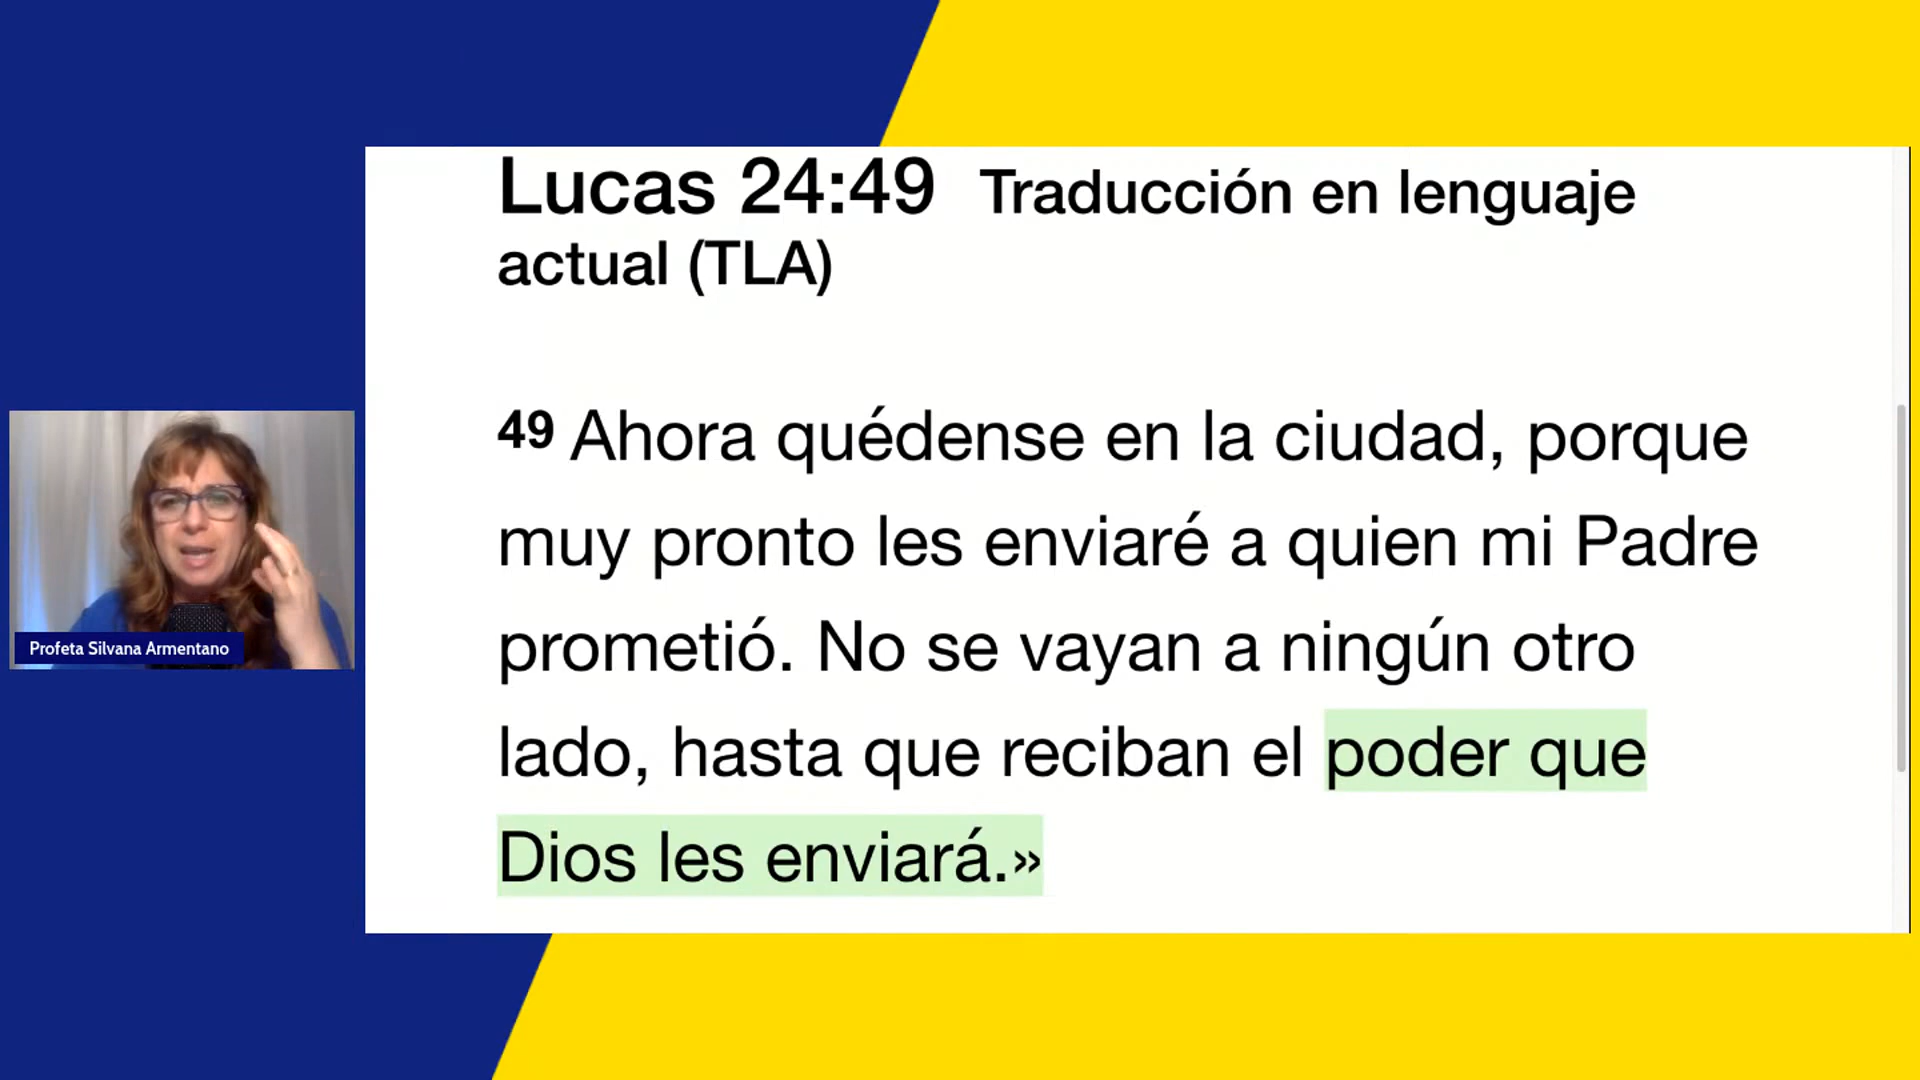 Lucas 24:49 Traducción en lenguaje
actual (TLA)
49 Ahora quédense en la ciudad, porque
muy pronto les enviaré a quien mi Padre
prometió. No se vayan a ningún otro
lado, hasta que reciban el poder que
Dios les enviará.»
Profeta Silvana Armentano